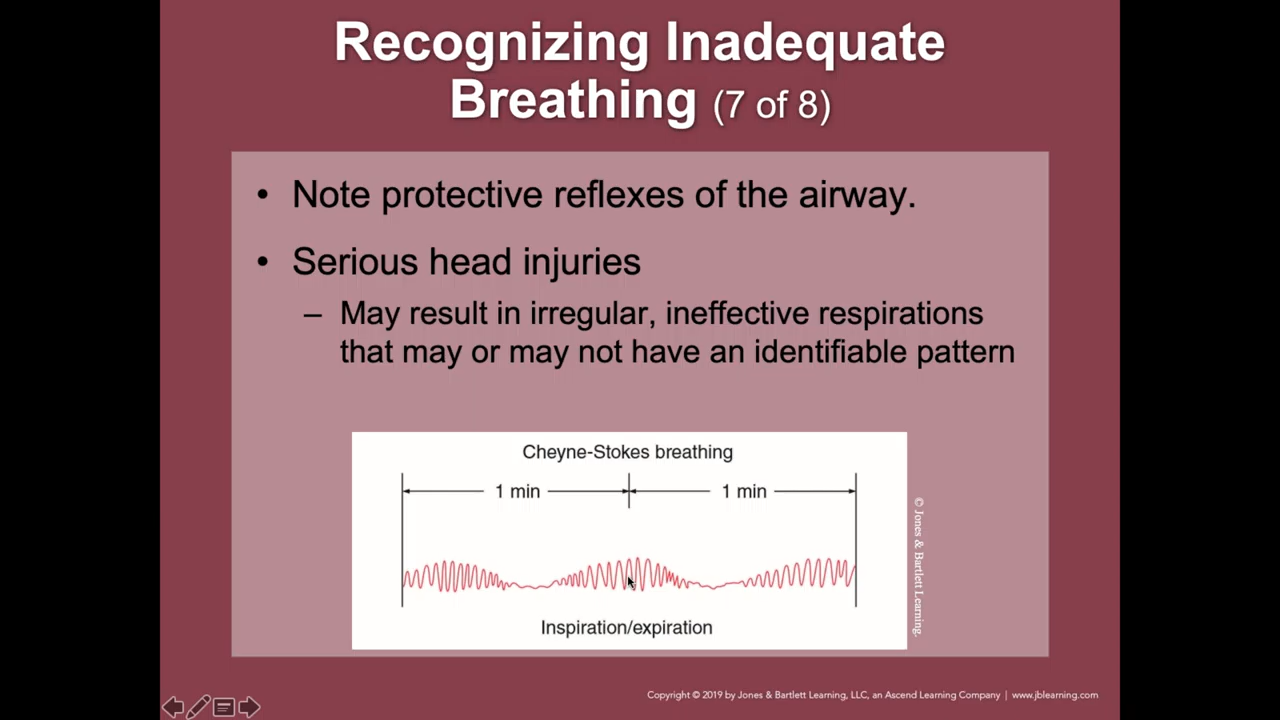 Recognizing Inadequate
Breathing (7 of 8)
• Note protective reflexes of the airway.
• Serious head injuries
– May result in irregular, ineffective respirations
that may or may not have an identifiable pattern
Cheyne-Stokes breathing
1 min 1 min
Inspiration/expiration
© Jones & Bartlett Learning.
Copyright © 2019 by Jones & Bartlett Learning, LLC, an Ascend Learning Company | www.jblearning.com